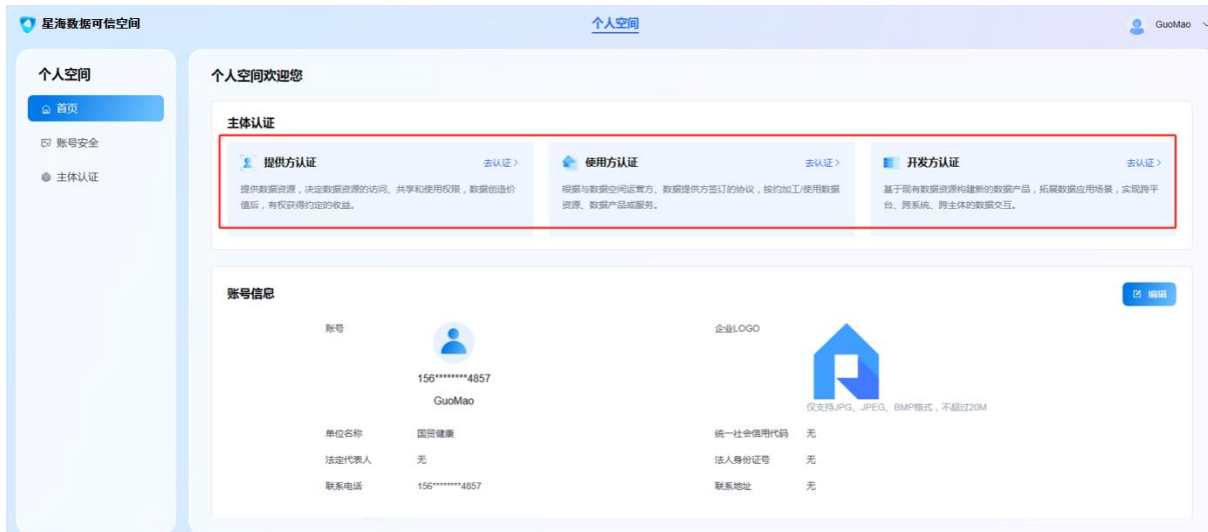 星海数据可信空间
个人空间
GuoMao
个人空间
首页
账号安全
主体认证
个人空间欢迎您
主体认证
提供方认证
去认证
提供数据资源，决定数据资源的访问、共享和使用权限，数据创造价
值后，有权获得约定的收益。
使用方认证
去认证
根据与数据空间运营方、数据提供方签订的协议，按约加工/使用数据
资源、数据产品或服务。
开发方认证
去认证
基于现有数据资源构建新的数据产品，拓展数据应用场景，实现跨平
台、跨系统、跨主体的数据交互。
账号信息
编辑
账号
156********4857
GuoMao
企业LOGO
仅支持JPG、JPEG、BMP格式，不超过20M
单位名称 国贸健康
统一社会信用代码 无
法定代表人 无
法人身份证号 无
联系电话 156********4857
联系地址 无